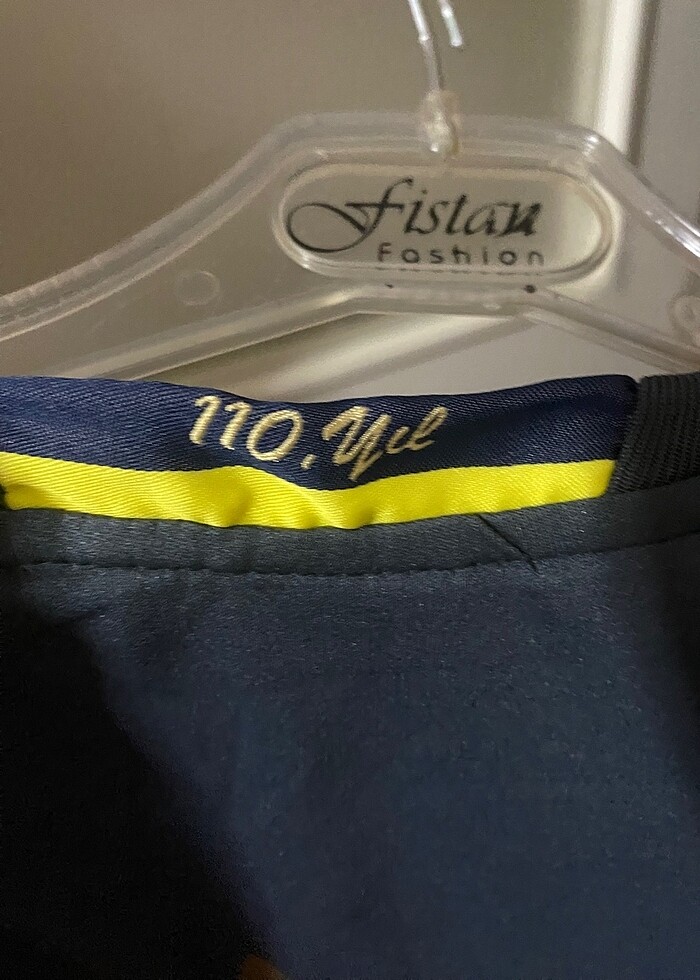 Fistan
Fashion
110. Yıl